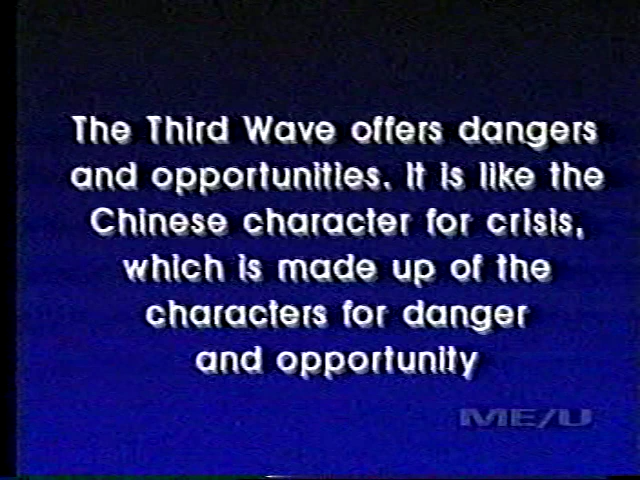 The Third Wave offers dangers
and opportunities. It is like the
Chinese character for crisis,
which is made up of the
characters for danger
and opportunity
ME/U